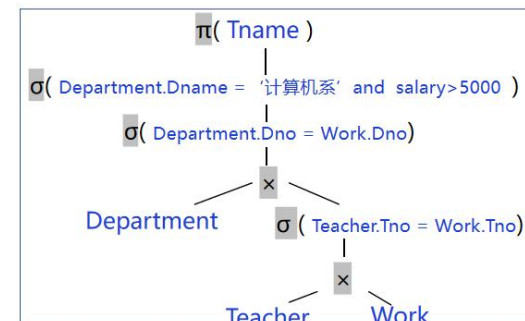 π( Tname )
σ( Department.Dname = ‘计算机系’ and salary>5000 )
σ( Department.Dno = Work.Dno)
×
Department
σ ( Teacher.Tno = Work.Tno)
×
Teacher Work